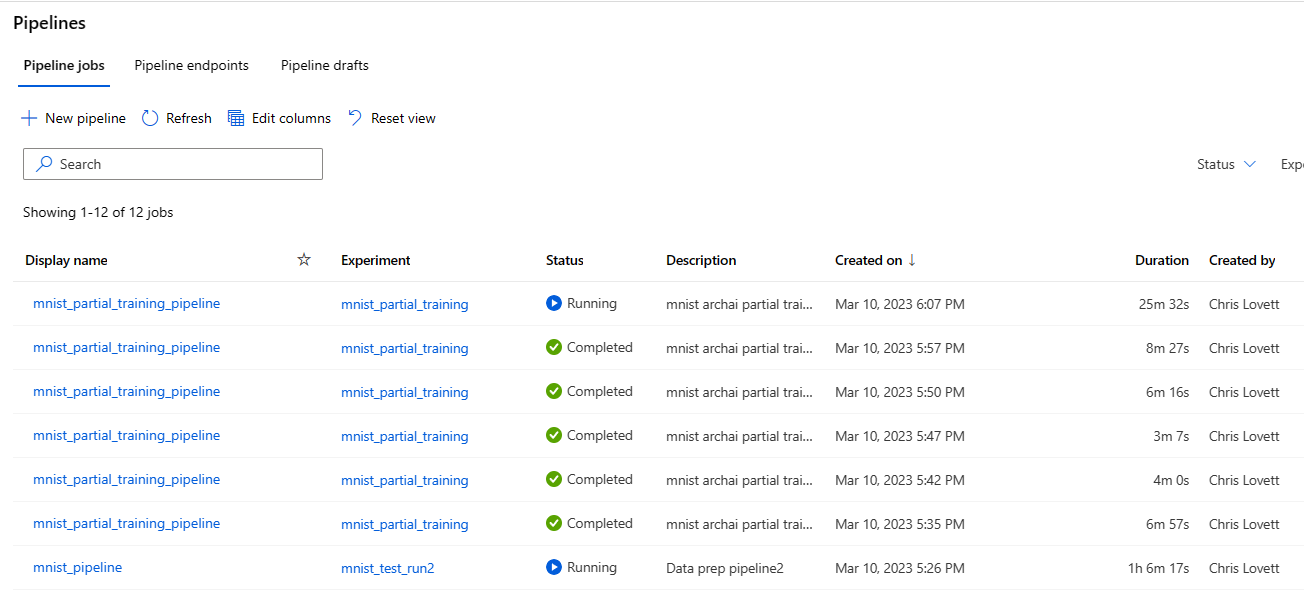 Pipelines
Pipeline jobs Pipeline endpoints Pipeline drafts
New pipeline Refresh Edit columns Reset view
Search Status Expe
Showing 1-12 of 12 jobs
Display name Experiment Status Description Created on ↓ Duration Created by
mnist_partial_training_pipeline mnist_partial_training Running mnist archai partial trai... Mar 10, 2023 6:07 PM 25m 32s Chris Lovett
mnist_partial_training_pipeline mnist_partial_training Completed mnist archai partial trai... Mar 10, 2023 5:57 PM 8m 27s Chris Lovett
mnist_partial_training_pipeline mnist_partial_training Completed mnist archai partial trai... Mar 10, 2023 5:50 PM 6m 16s Chris Lovett
mnist_partial_training_pipeline mnist_partial_training Completed mnist archai partial trai... Mar 10, 2023 5:47 PM 3m 7s Chris Lovett
mnist_partial_training_pipeline mnist_partial_training Completed mnist archai partial trai... Mar 10, 2023 5:42 PM 4m 0s Chris Lovett
mnist_partial_training_pipeline mnist_partial_training Completed mnist archai partial trai... Mar 10, 2023 5:35 PM 6m 57s Chris Lovett
mnist_pipeline mnist_test_run2 Running Data prep pipeline2 Mar 10, 2023 5:26 PM 1h 6m 17s Chris Lovett